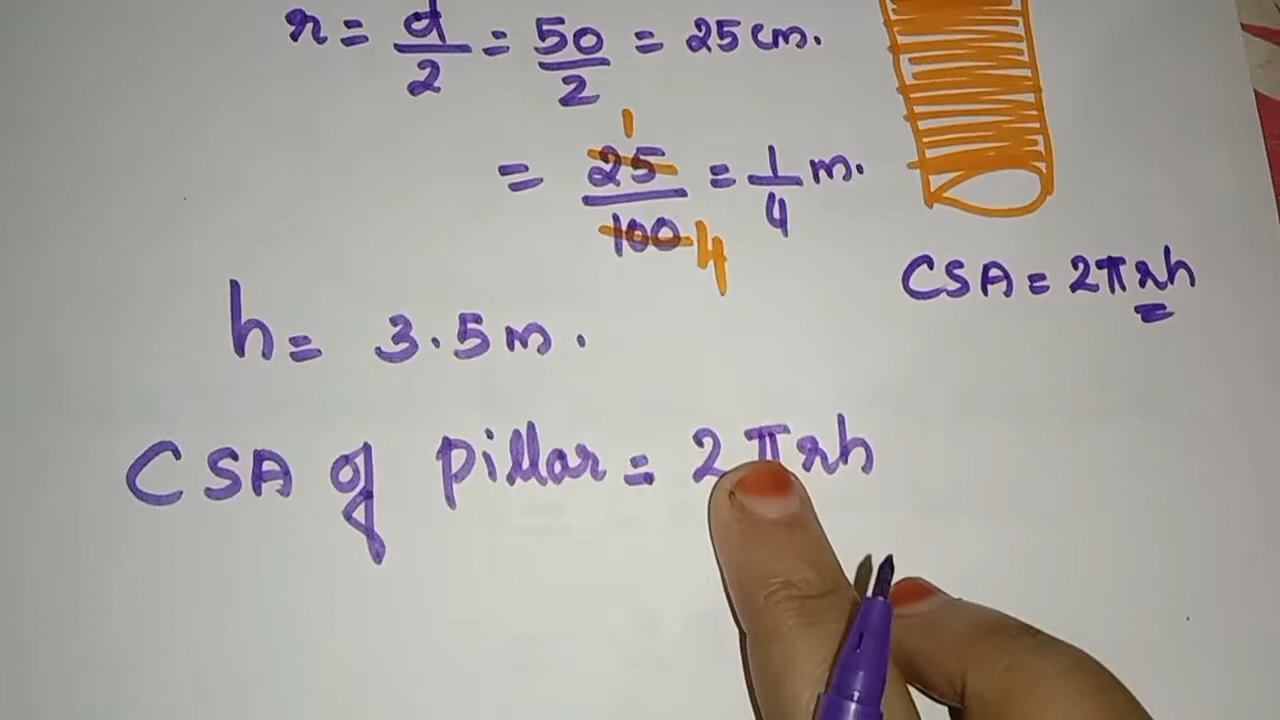 r = d/2 = 50/2 = 25 cm.
= 25/100 = 1/4 m.
1
4
CSA = 2πrh
h = 3.5 m.
CSA of pillar = 2πrh